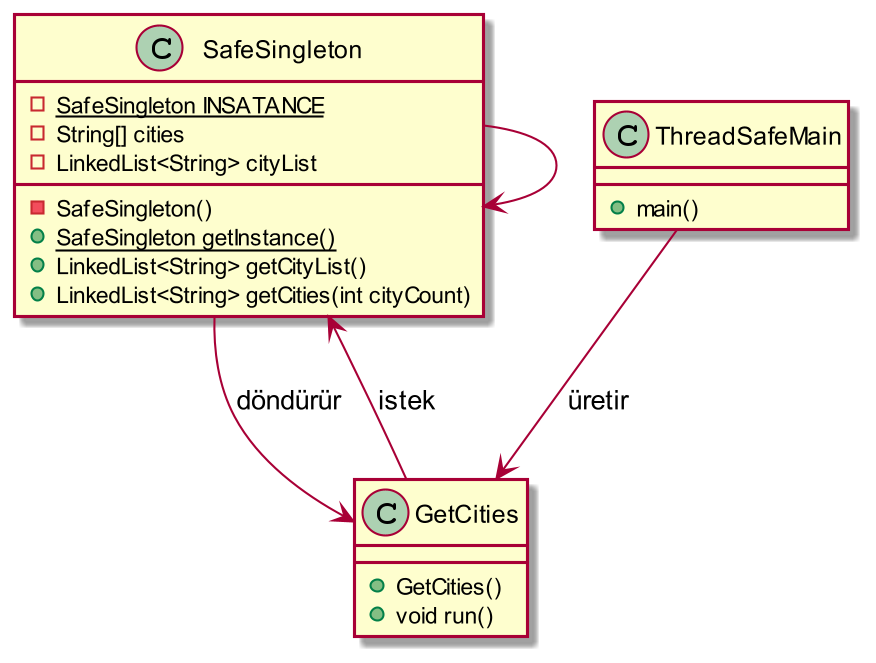 C SafeSingleton
SafeSingleton INSATANCE
String[] cities
LinkedList<String> cityList
SafeSingleton()
SafeSingleton getInstance()
LinkedList<String> getCityList()
LinkedList<String> getCities(int cityCount)
C ThreadSafeMain
main()
döndürür
istek
üretir
C GetCities
GetCities()
void run()